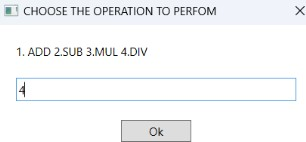 CHOOSE THE OPERATION TO PERFOM
1. ADD 2.SUB 3.MUL 4.DIV
4
Ok